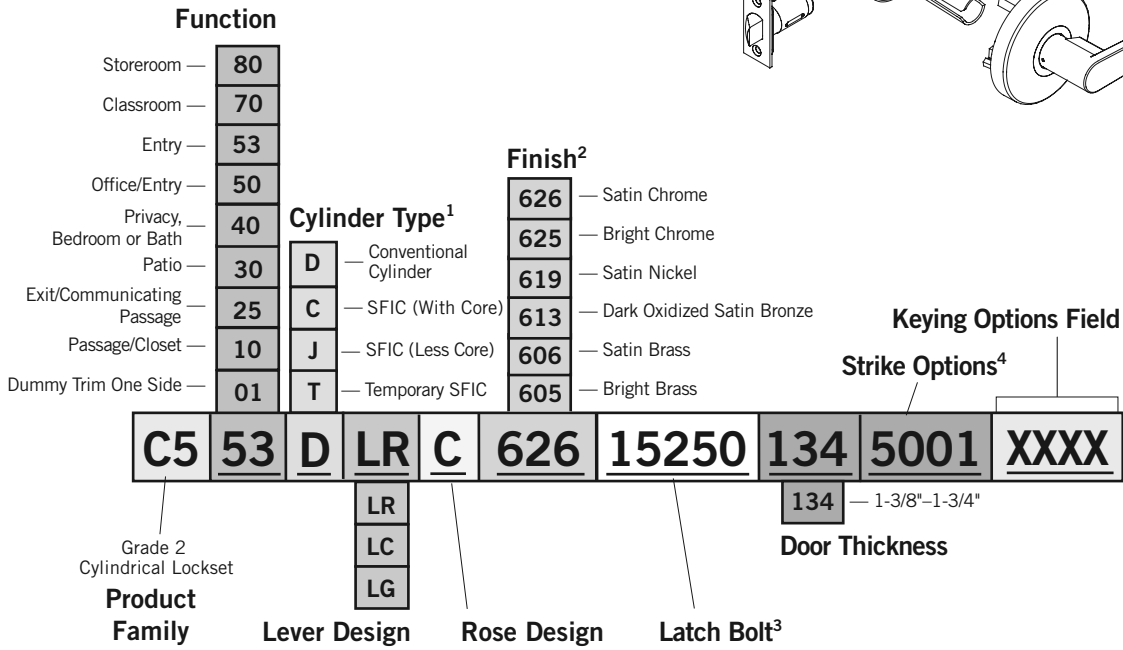 Function
Storeroom — 80
Classroom — 70
Entry — 53
Office/Entry — 50
Privacy,
Bedroom or Bath — 40
Patio — 30
Exit/Communicating
Passage — 25
Passage/Closet — 10
Dummy Trim One Side — 01
Cylinder Type¹
D — Conventional
Cylinder
C — SFIC (With Core)
J — SFIC (Less Core)
T — Temporary SFIC
Finish²
626 — Satin Chrome
625 — Bright Chrome
619 — Satin Nickel
613 — Dark Oxidized Satin Bronze
606 — Satin Brass
605 — Bright Brass
Keying Options Field
Strike Options⁴
C5 53 D LR C 626 15250 134 5001 XXXX
LR
LC
LG
134 — 1-3/8"–1-3/4"
Door Thickness
Grade 2
Cylindrical Lockset
Product
Family
Lever Design
Rose Design
Latch Bolt³